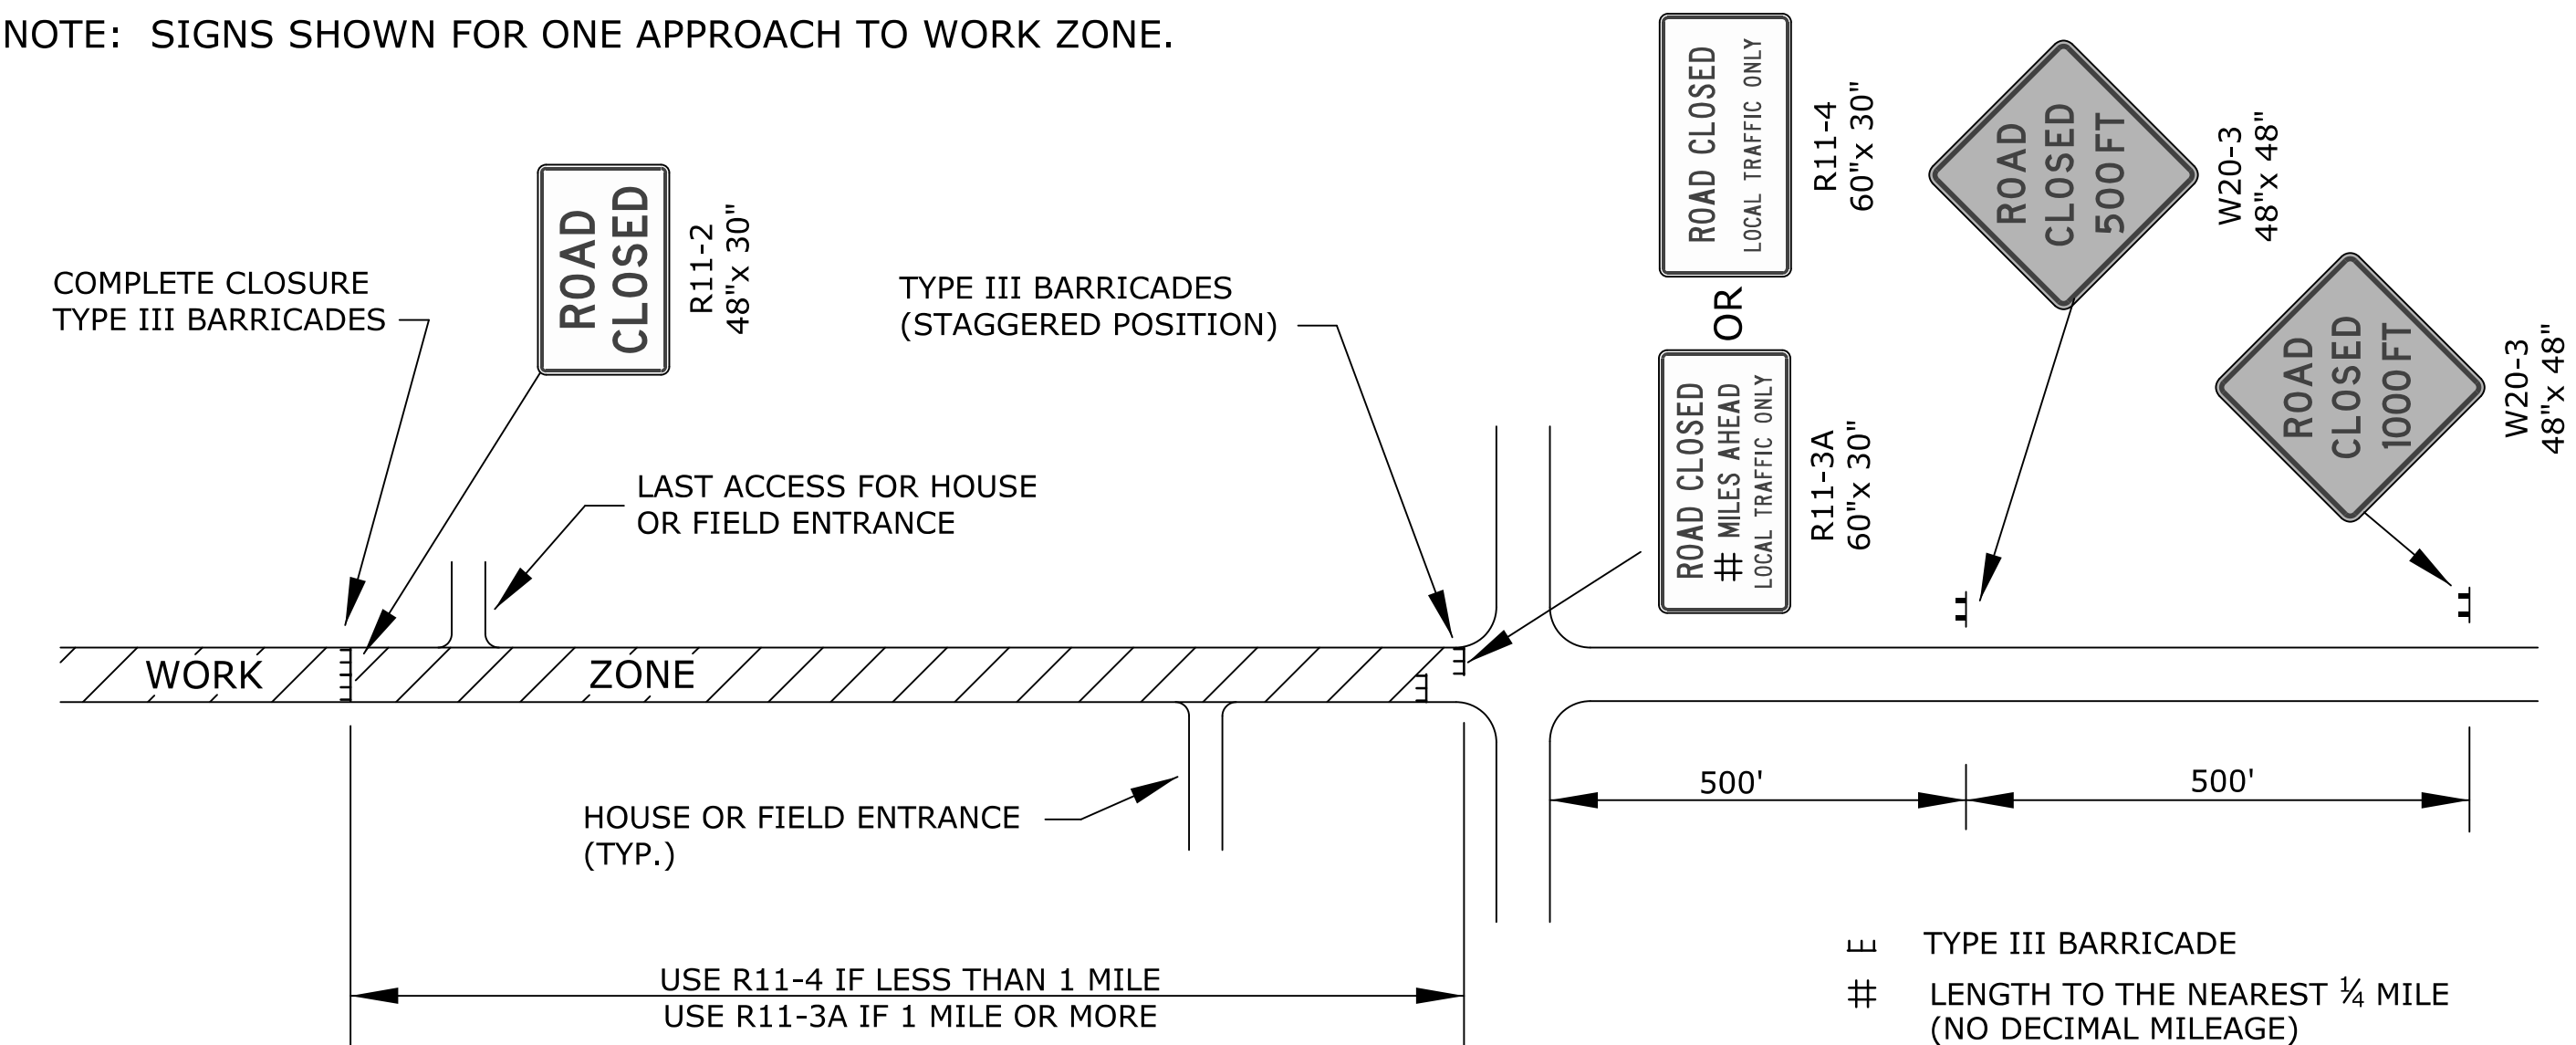 NOTE: SIGNS SHOWN FOR ONE APPROACH TO WORK ZONE.
COMPLETE CLOSURE
TYPE III BARRICADES
ROAD
CLOSED
R11-2
48"x 30"
TYPE III BARRICADES
(STAGGERED POSITION)
ROAD CLOSED
LOCAL TRAFFIC ONLY
R11-4
60"x 30"
OR
ROAD CLOSED
# MILES AHEAD
LOCAL TRAFFIC ONLY
R11-3A
60"x 30"
ROAD
CLOSED
500FT
W20-3
48"x 48"
ROAD
CLOSED
1000FT
W20-3
48"x 48"
LAST ACCESS FOR HOUSE
OR FIELD ENTRANCE
WORK ZONE
HOUSE OR FIELD ENTRANCE
(TYP.)
500' 500'
USE R11-4 IF LESS THAN 1 MILE
USE R11-3A IF 1 MILE OR MORE
TYPE III BARRICADE
# LENGTH TO THE NEAREST ¼ MILE
(NO DECIMAL MILEAGE)